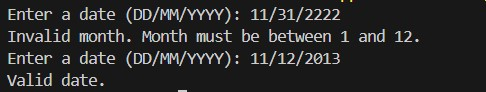 Enter a date (DD/MM/YYYY): 11/31/2222
Invalid month. Month must be between 1 and 12.
Enter a date (DD/MM/YYYY): 11/12/2013
Valid date.